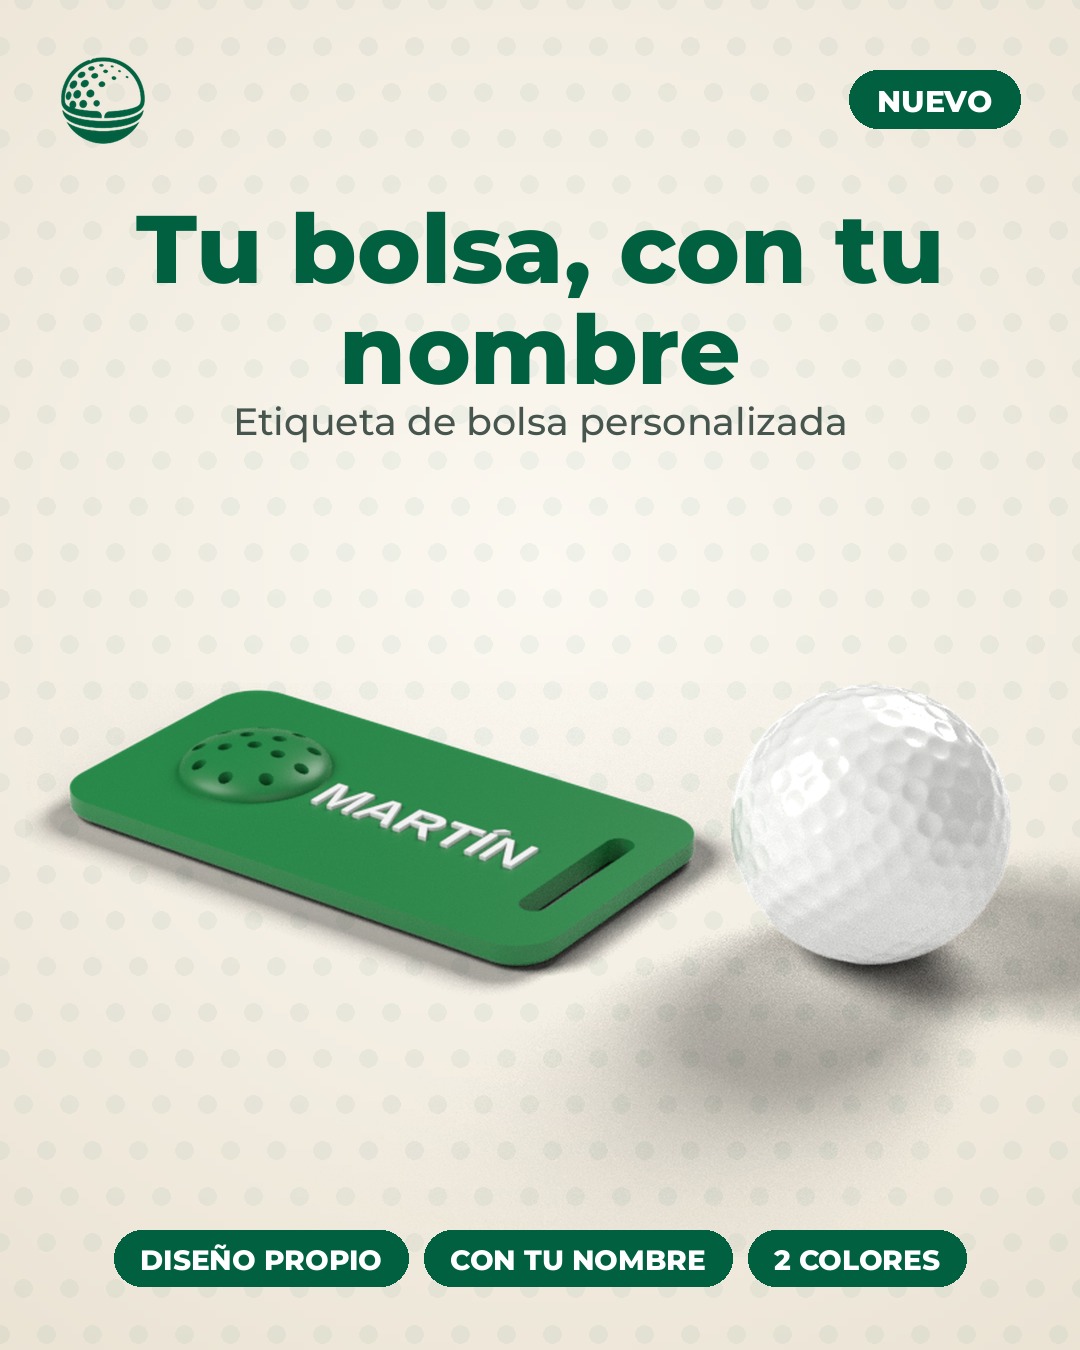 NUEVO
Tu bolsa, con tu
nombre
Etiqueta de bolsa personalizada
MARTÍN
DISEÑO PROPIO
CON TU NOMBRE
2 COLORES